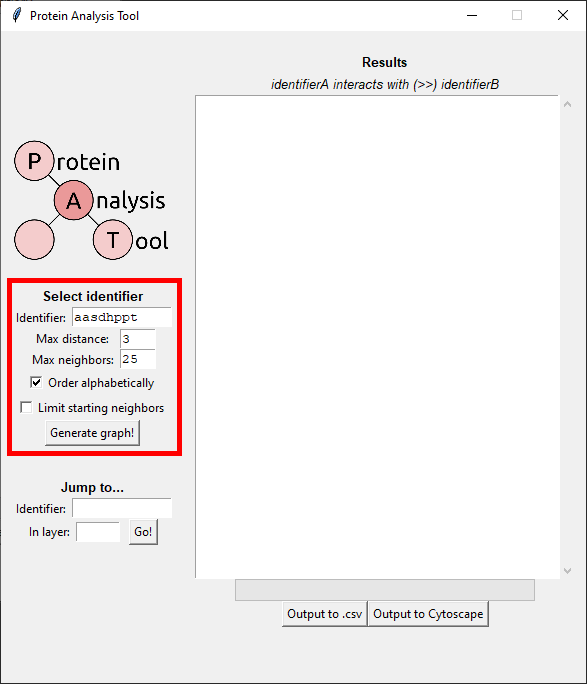 Protein Analysis Tool
Protein
Analysis
Tool
Select identifier
Identifier: aasdhppt
Max distance: 3
Max neighbors: 25
Order alphabetically
Limit starting neighbors
Generate graph!
Jump to...
Identifier:
In layer: Go!
Results
identifierA interacts with (>>) identifierB
Output to .csv Output to Cytoscape